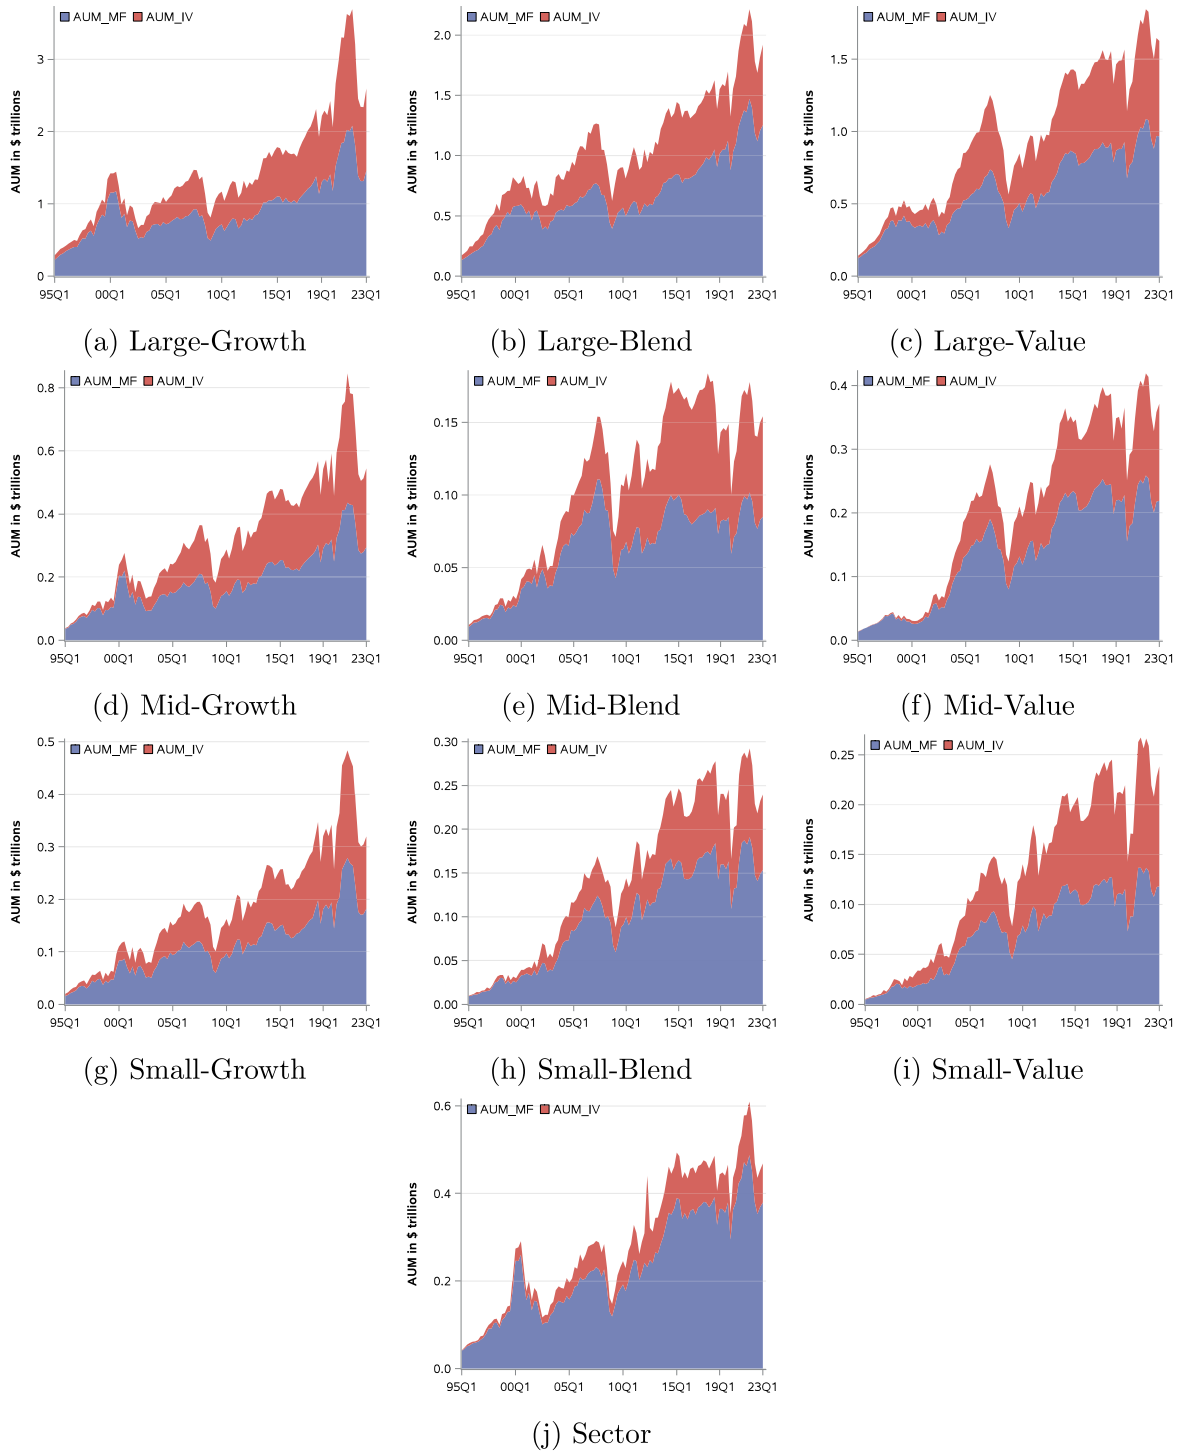 AUM_MF AUM_IV
AUM in $ trillions
3
2
1
0
95Q1 00Q1 05Q1 10Q1 15Q1 19Q1 23Q1
(a) Large-Growth
AUM_MF AUM_IV
AUM in $ trillions
2.0
1.5
1.0
0.5
0.0
95Q1 00Q1 05Q1 10Q1 15Q1 19Q1 23Q1
(b) Large-Blend
AUM_MF AUM_IV
AUM in $ trillions
1.5
1.0
0.5
0.0
95Q1 00Q1 05Q1 10Q1 15Q1 19Q1 23Q1
(c) Large-Value
AUM_MF AUM_IV
AUM in $ trillions
0.8
0.6
0.4
0.2
0.0
95Q1 00Q1 05Q1 10Q1 15Q1 19Q1 23Q1
(d) Mid-Growth
AUM_MF AUM_IV
AUM in $ trillions
0.15
0.10
0.05
0.00
95Q1 00Q1 05Q1 10Q1 15Q1 19Q1 23Q1
(e) Mid-Blend
AUM_MF AUM_IV
AUM in $ trillions
0.4
0.3
0.2
0.1
0.0
95Q1 00Q1 05Q1 10Q1 15Q1 19Q1 23Q1
(f) Mid-Value
AUM_MF AUM_IV
AUM in $ trillions
0.5
0.4
0.3
0.2
0.1
0.0
95Q1 00Q1 05Q1 10Q1 15Q1 19Q1 23Q1
(g) Small-Growth
AUM_MF AUM_IV
AUM in $ trillions
0.30
0.25
0.20
0.15
0.10
0.05
0.00
95Q1 00Q1 05Q1 10Q1 15Q1 19Q1 23Q1
(h) Small-Blend
AUM_MF AUM_IV
AUM in $ trillions
0.25
0.20
0.15
0.10
0.05
0.00
95Q1 00Q1 05Q1 10Q1 15Q1 19Q1 23Q1
(i) Small-Value
AUM_MF AUM_IV
AUM in $ trillions
0.6
0.4
0.2
0.0
95Q1 00Q1 05Q1 10Q1 15Q1 19Q1 23Q1
(j) Sector